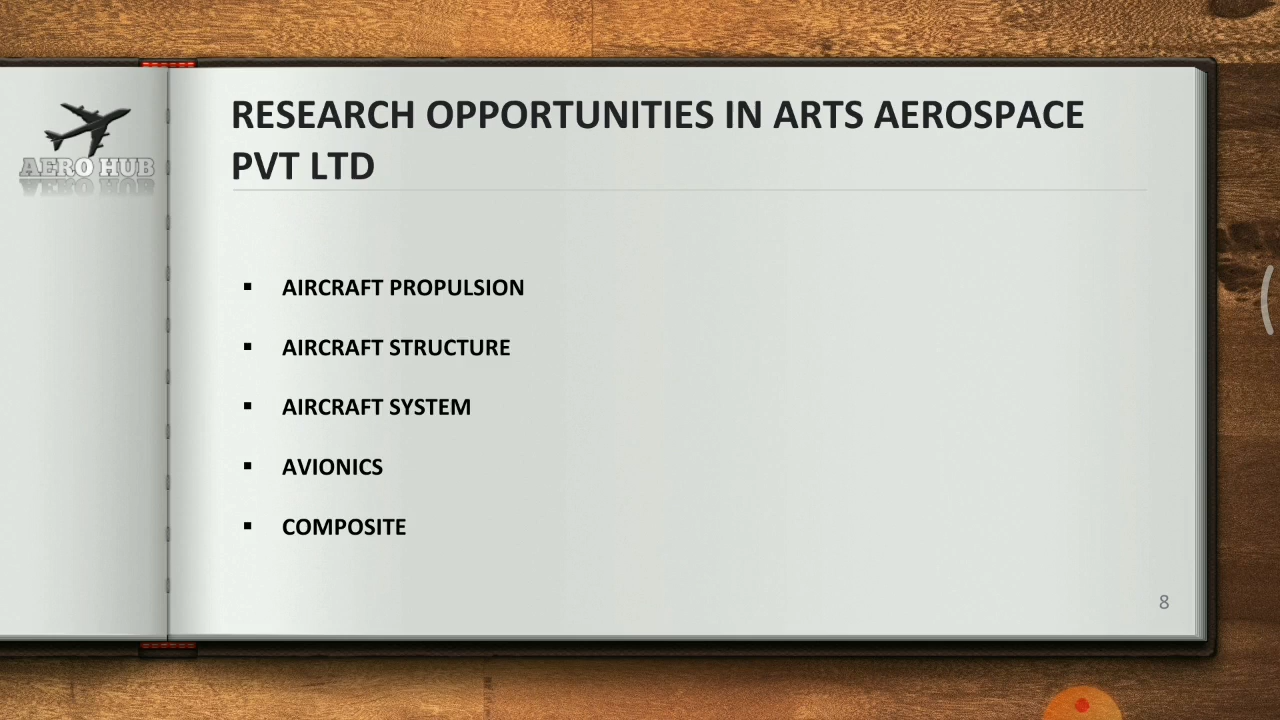 AERO HUB
RESEARCH OPPORTUNITIES IN ARTS AEROSPACE
PVT LTD
▪ AIRCRAFT PROPULSION
▪ AIRCRAFT STRUCTURE
▪ AIRCRAFT SYSTEM
▪ AVIONICS
▪ COMPOSITE
8